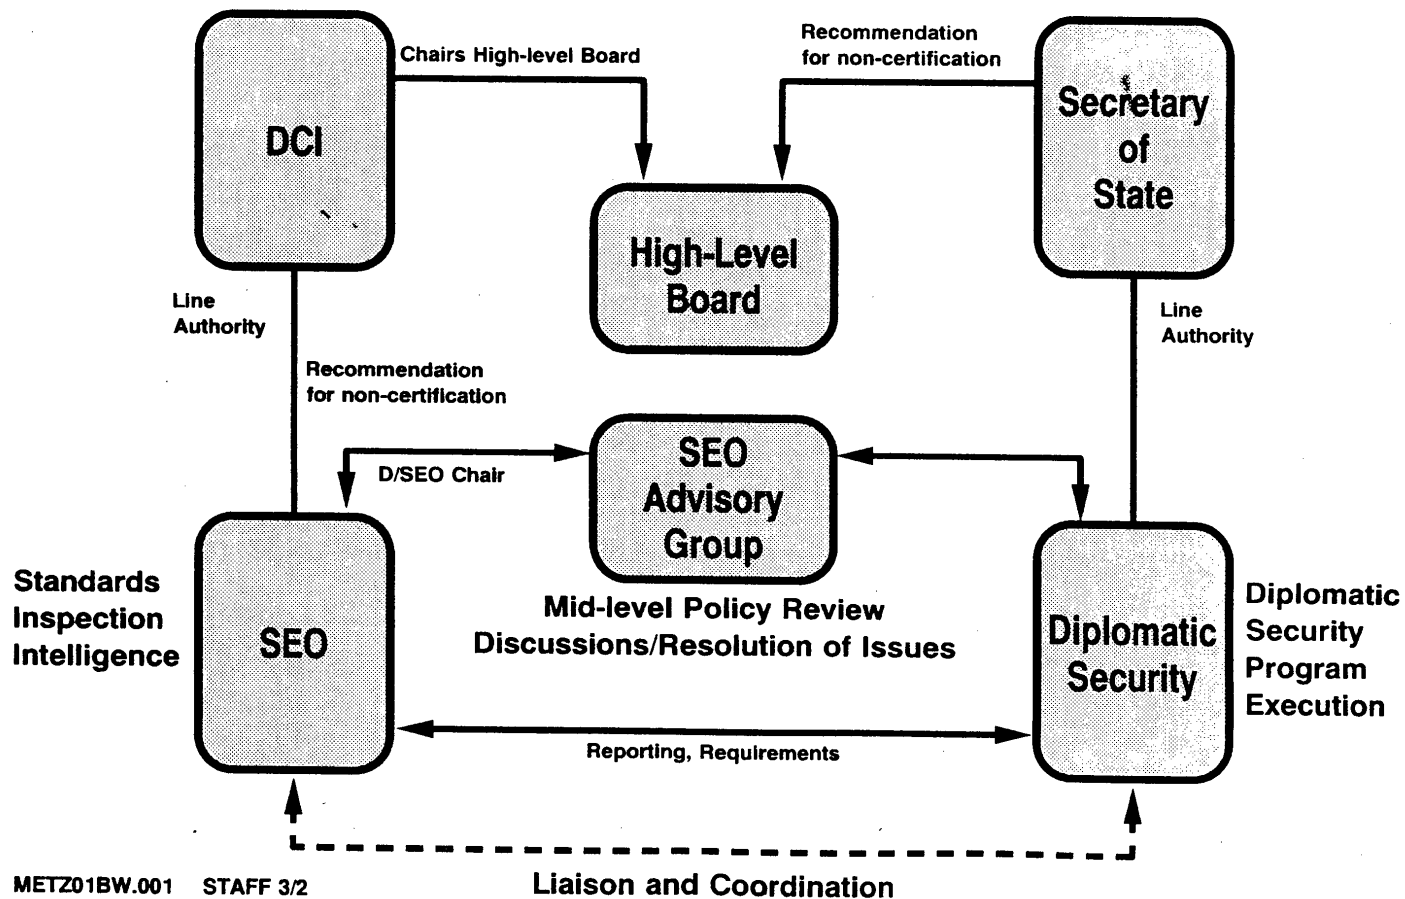 Chairs High-level Board
Recommendation
for non-certification
DCI
Secretary
of
State
High-Level
Board
Line
Authority
Line
Authority
Recommendation
for non-certification
D/SEO Chair
SEO
Advisory
Group
Standards
Inspection
Intelligence
SEO
Mid-level Policy Review
Discussions/Resolution of Issues
Diplomatic
Security
Diplomatic
Security
Program
Execution
Reporting, Requirements
Liaison and Coordination
METZ01BW.001 STAFF 3/2